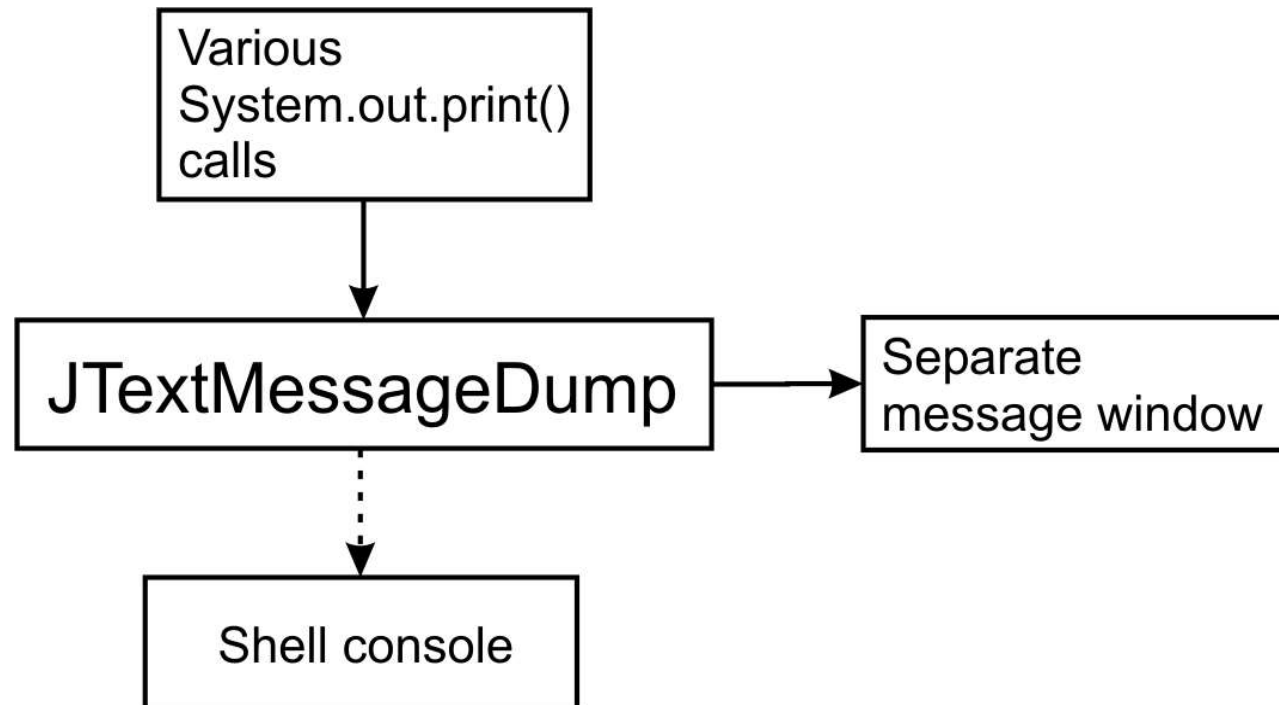 Various
System.out.print()
calls
JTextMessageDump
Separate
message window
Shell console